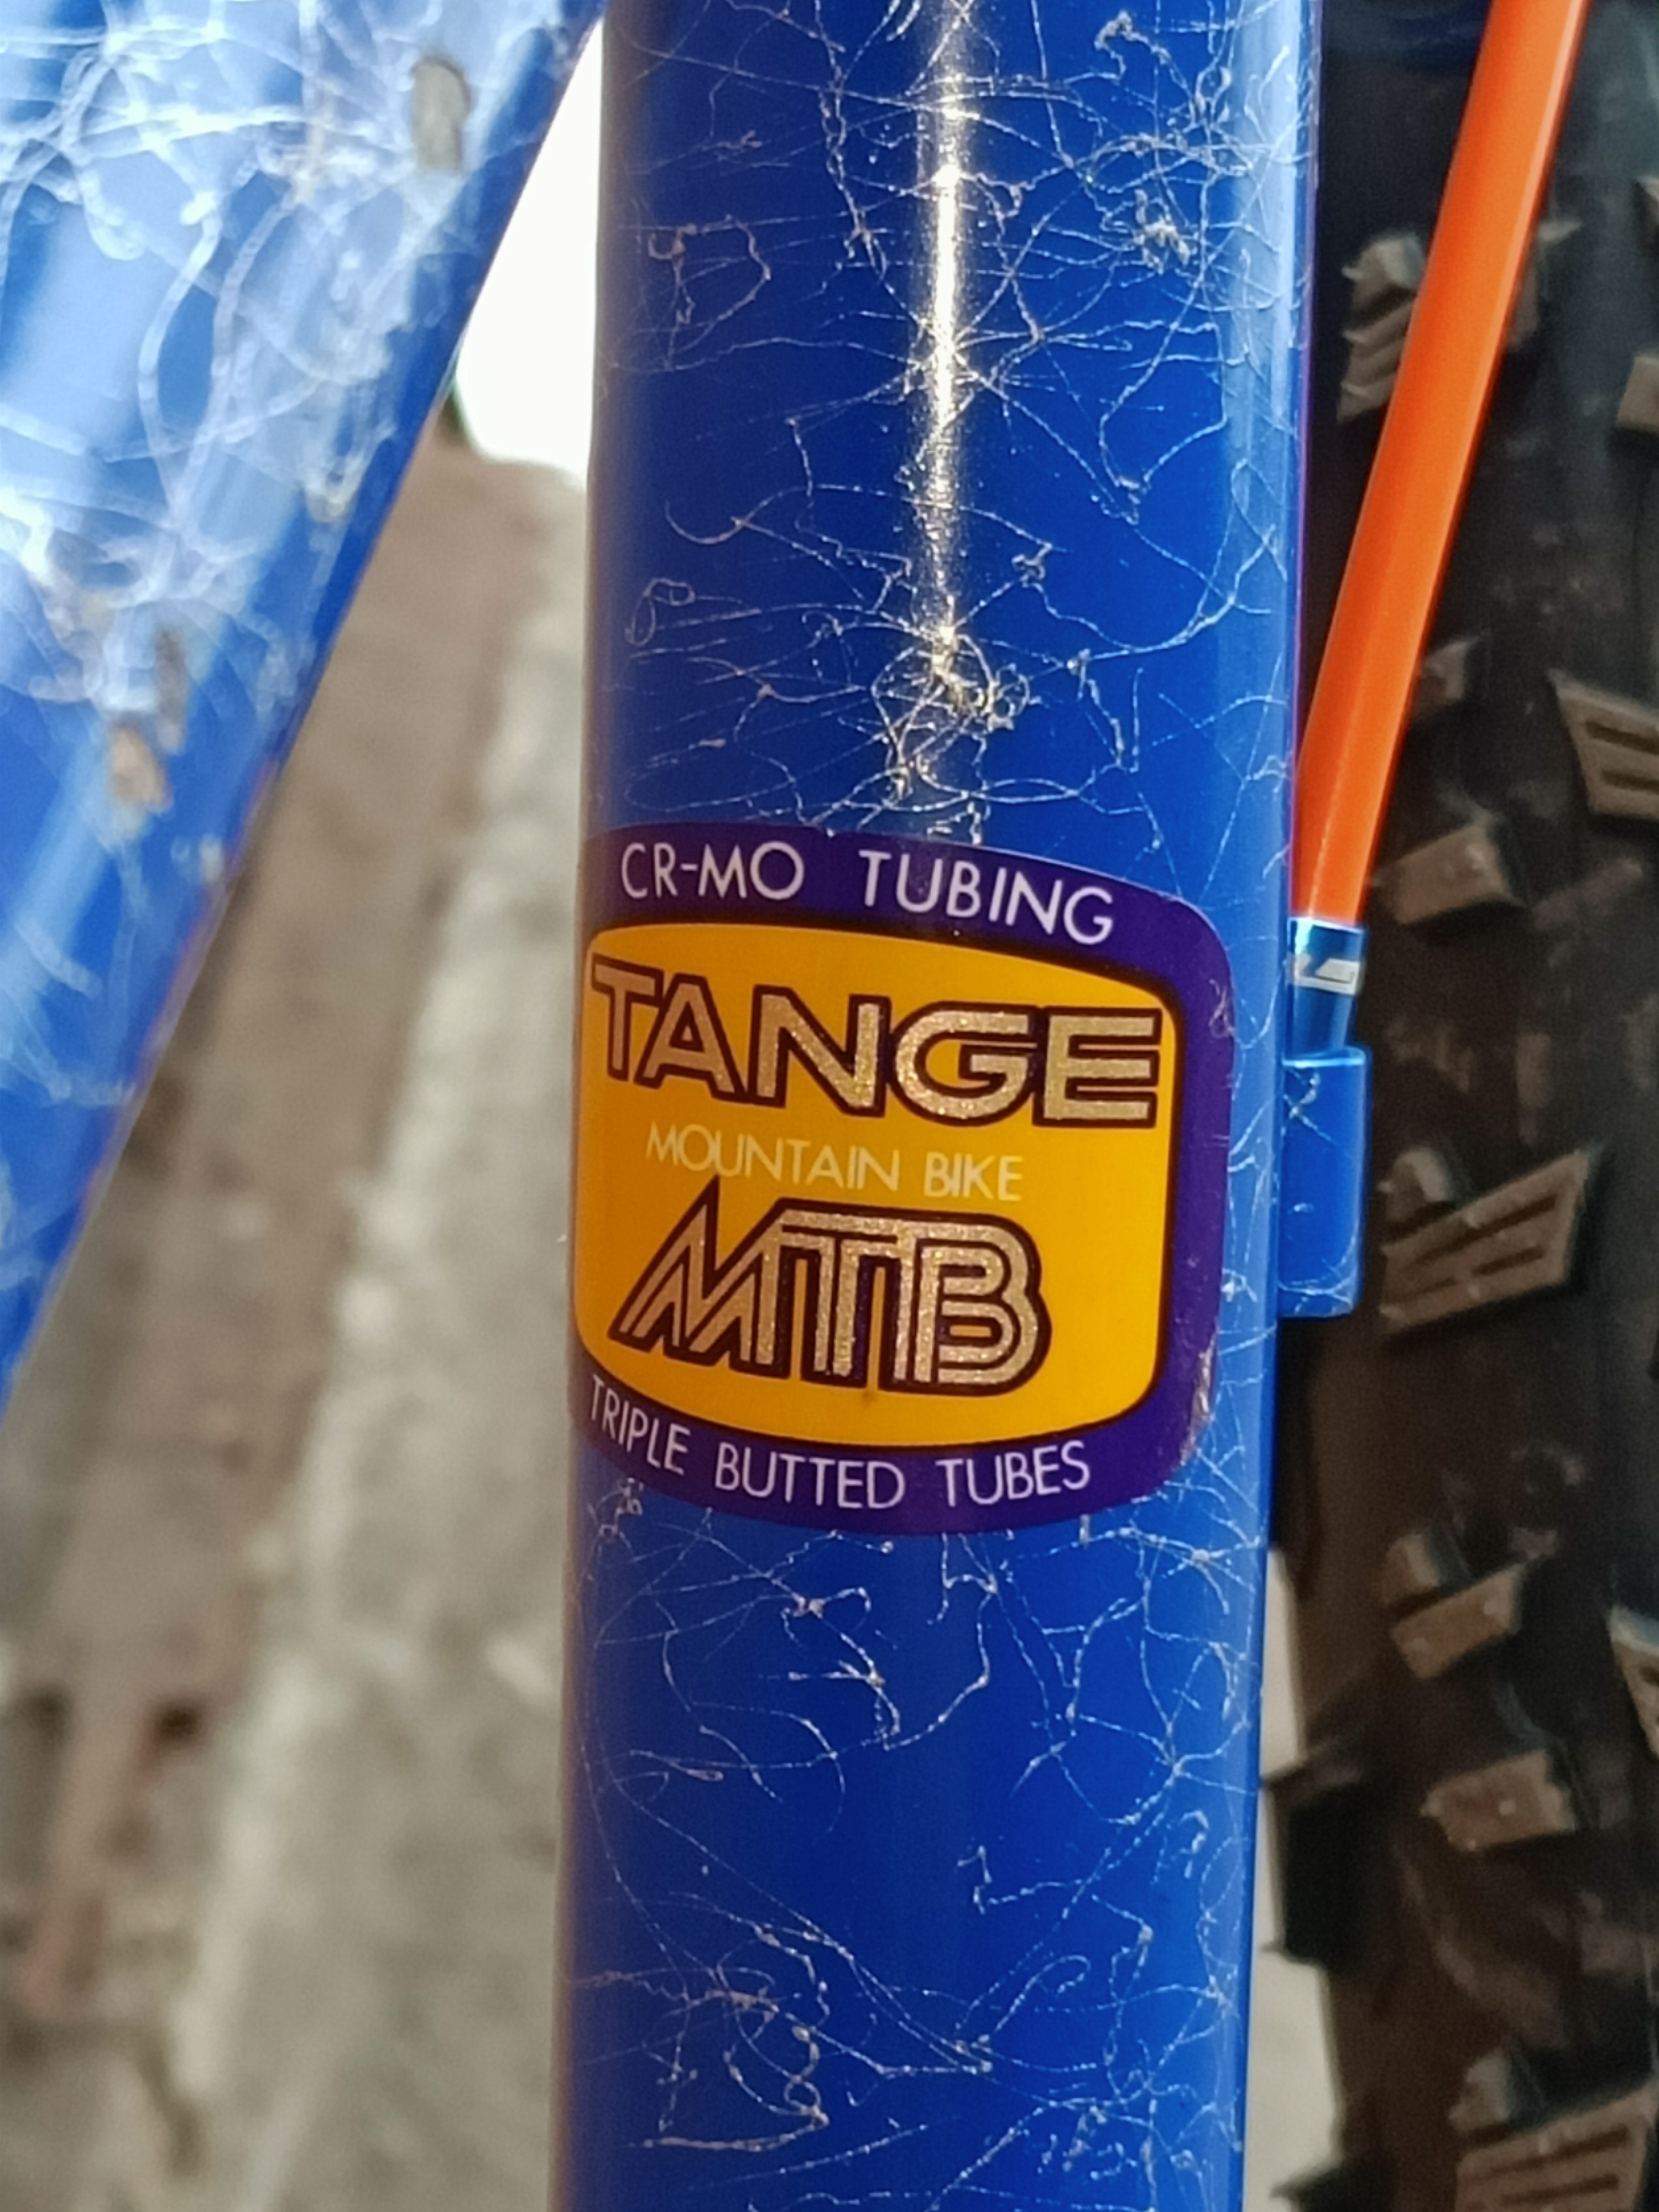 CR-MO TUBING
TANGE
MOUNTAIN BIKE
MTB
TRIPLE BUTTED TUBES